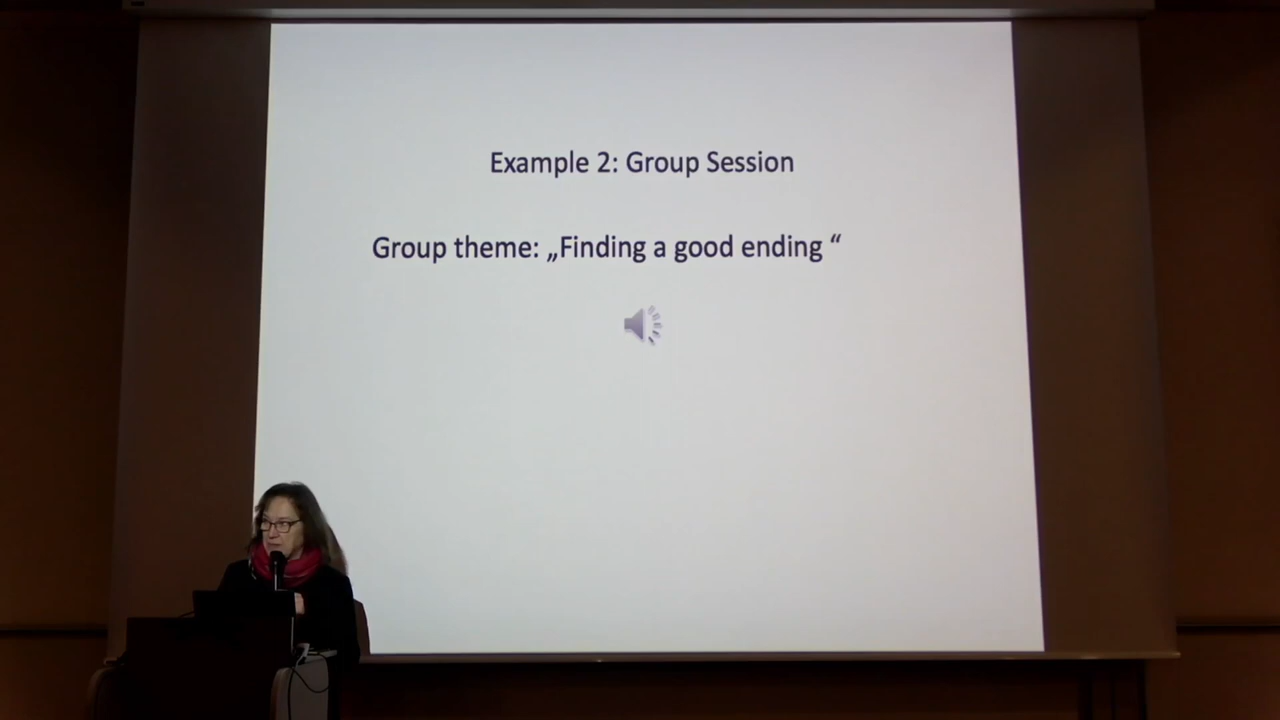 Example 2: Group Session
Group theme: „Finding a good ending “